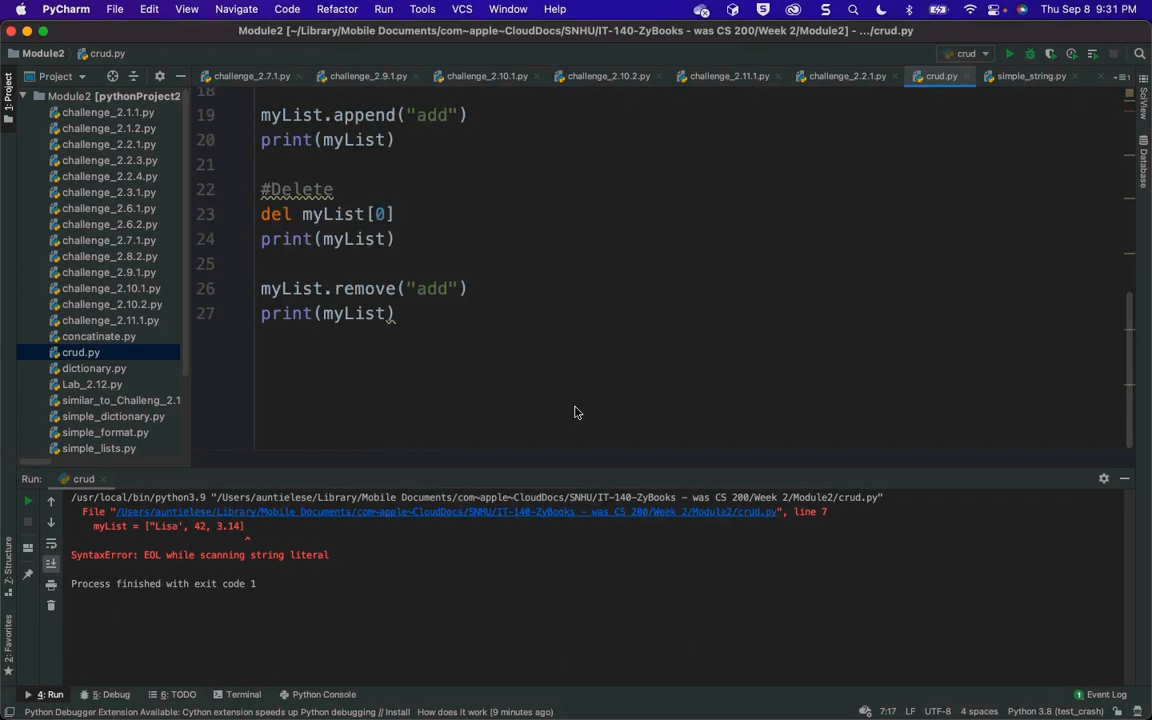 PyCharm File Edit View Navigate Code Refactor Run Tools VCS Window Help Thu Sep 8 9:31 PM
Module2 [~/Library/Mobile Documents/com~apple~CloudDocs/SNHU/IT-140-ZyBooks - was CS 200/Week 2/Module2] - .../crud.py
Module2 crud.py crud
Project challenge_2.7.1.py challenge_2.9.1.py challenge_2.10.1.py challenge_2.10.2.py challenge_2.11.1.py challenge_2.2.1.py crud.py simple_string.py
1: Project
SciView
Database
Module2 [pythonProject2
challenge_2.1.1.py
challenge_2.1.2.py
challenge_2.2.1.py
challenge_2.2.3.py
challenge_2.2.4.py
challenge_2.3.1.py
challenge_2.6.1.py
challenge_2.6.2.py
challenge_2.7.1.py
challenge_2.8.2.py
challenge_2.9.1.py
challenge_2.10.1.py
challenge_2.10.2.py
challenge_2.11.1.py
concatinate.py
crud.py
dictionary.py
Lab_2.12.py
similar_to_Challeng_2.1
simple_dictionary.py
simple_format.py
simple_lists.py
18
19 myList.append("add")
20 print(myList)
21
22 #Delete
23 del myList[0]
24 print(myList)
25
26 myList.remove("add")
27 print(myList)
Run: crud
/usr/local/bin/python3.9 "/Users/auntielese/Library/Mobile Documents/com~apple~CloudDocs/SNHU/IT-140-ZyBooks - was CS 200/Week 2/Module2/crud.py"
File "/Users/auntielese/Library/Mobile Documents/com~apple~CloudDocs/SNHU/IT-140-ZyBooks - was CS 200/Week 2/Module2/crud.py", line 7
myList = ["Lisa', 42, 3.14]
^
SyntaxError: EOL while scanning string literal
Process finished with exit code 1
Z: Structure
2: Favorites
4: Run 5: Debug 6: TODO Terminal Python Console 1 Event Log
Python Debugger Extension Available: Cython extension speeds up Python debugging // Install How does it work (9 minutes ago) 7:17 LF UTF-8 4 spaces Python 3.8 (test_crash)